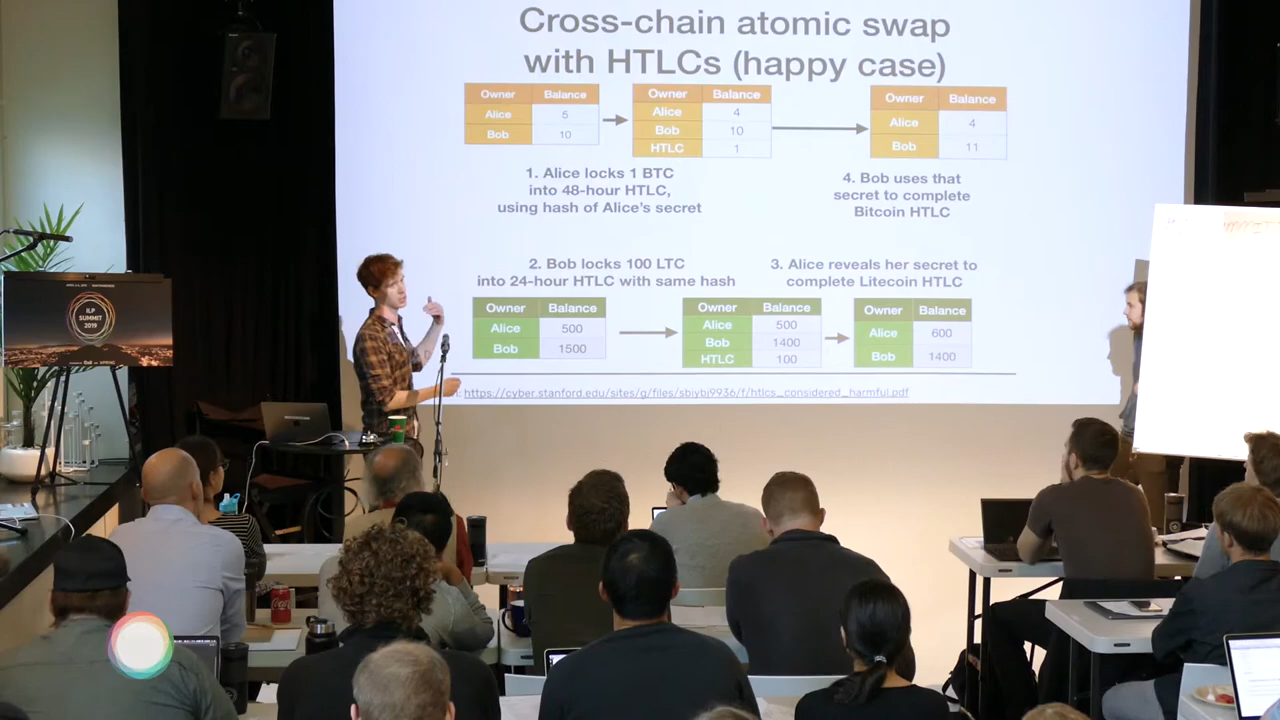 Cross-chain atomic swap
with HTLCs (happy case)
Owner Balance
Alice 5
Bob 10
Owner Balance
Alice 4
Bob 10
HTLC 1
Owner Balance
Alice 4
Bob 11
1. Alice locks 1 BTC
into 48-hour HTLC,
using hash of Alice's secret
4. Bob uses that
secret to complete
Bitcoin HTLC
2. Bob locks 100 LTC
into 24-hour HTLC with same hash
3. Alice reveals her secret to
complete Litecoin HTLC
Owner Balance
Alice 500
Bob 1500
Owner Balance
Alice 500
Bob 1400
HTLC 100
Owner Balance
Alice 600
Bob 1400
https://cyber.stanford.edu/sites/g/files/sbiybj9936/f/htlcs_considered_harmful.pdf
ILP
SUMMIT
2019